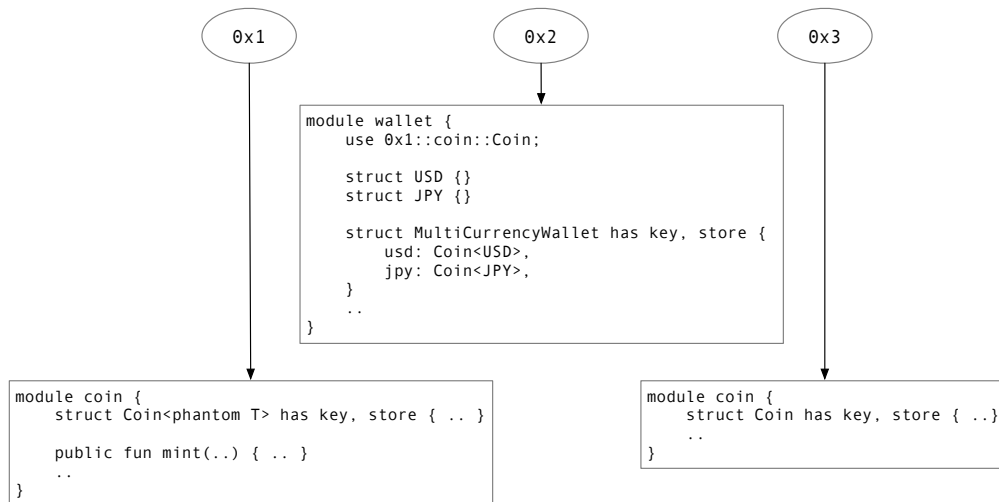 0x1
0x2
0x3
module wallet {
    use 0x1::coin::Coin;
    struct USD {}
    struct JPY {}
    struct MultiCurrencyWallet has key, store {
        usd: Coin<USD>,
        jpy: Coin<JPY>,
    }
    ..
}
module coin {
    struct Coin<phantom T> has key, store { .. }
    public fun mint(..) { .. }
    ..
}
module coin {
    struct Coin has key, store { ..}
    ..
}